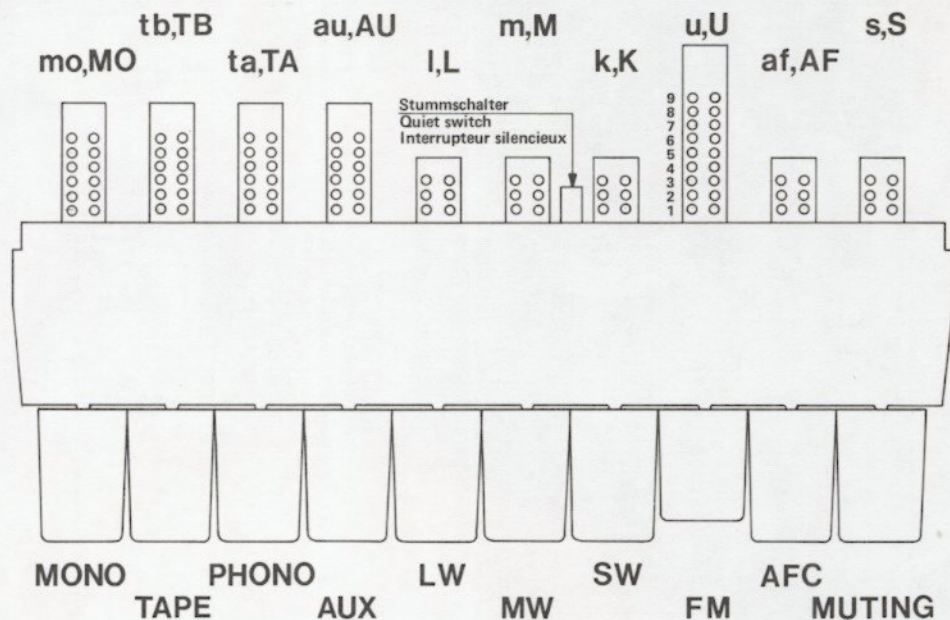 tb,TB au,AU m,M u,U s,S
mo,MO ta,TA l,L k,K af,AF
Stummschalter
Quiet switch
Interrupteur silencieux
9
8
7
6
5
4
3
2
1
MONO PHONO LW SW AFC
TAPE AUX MW FM MUTING